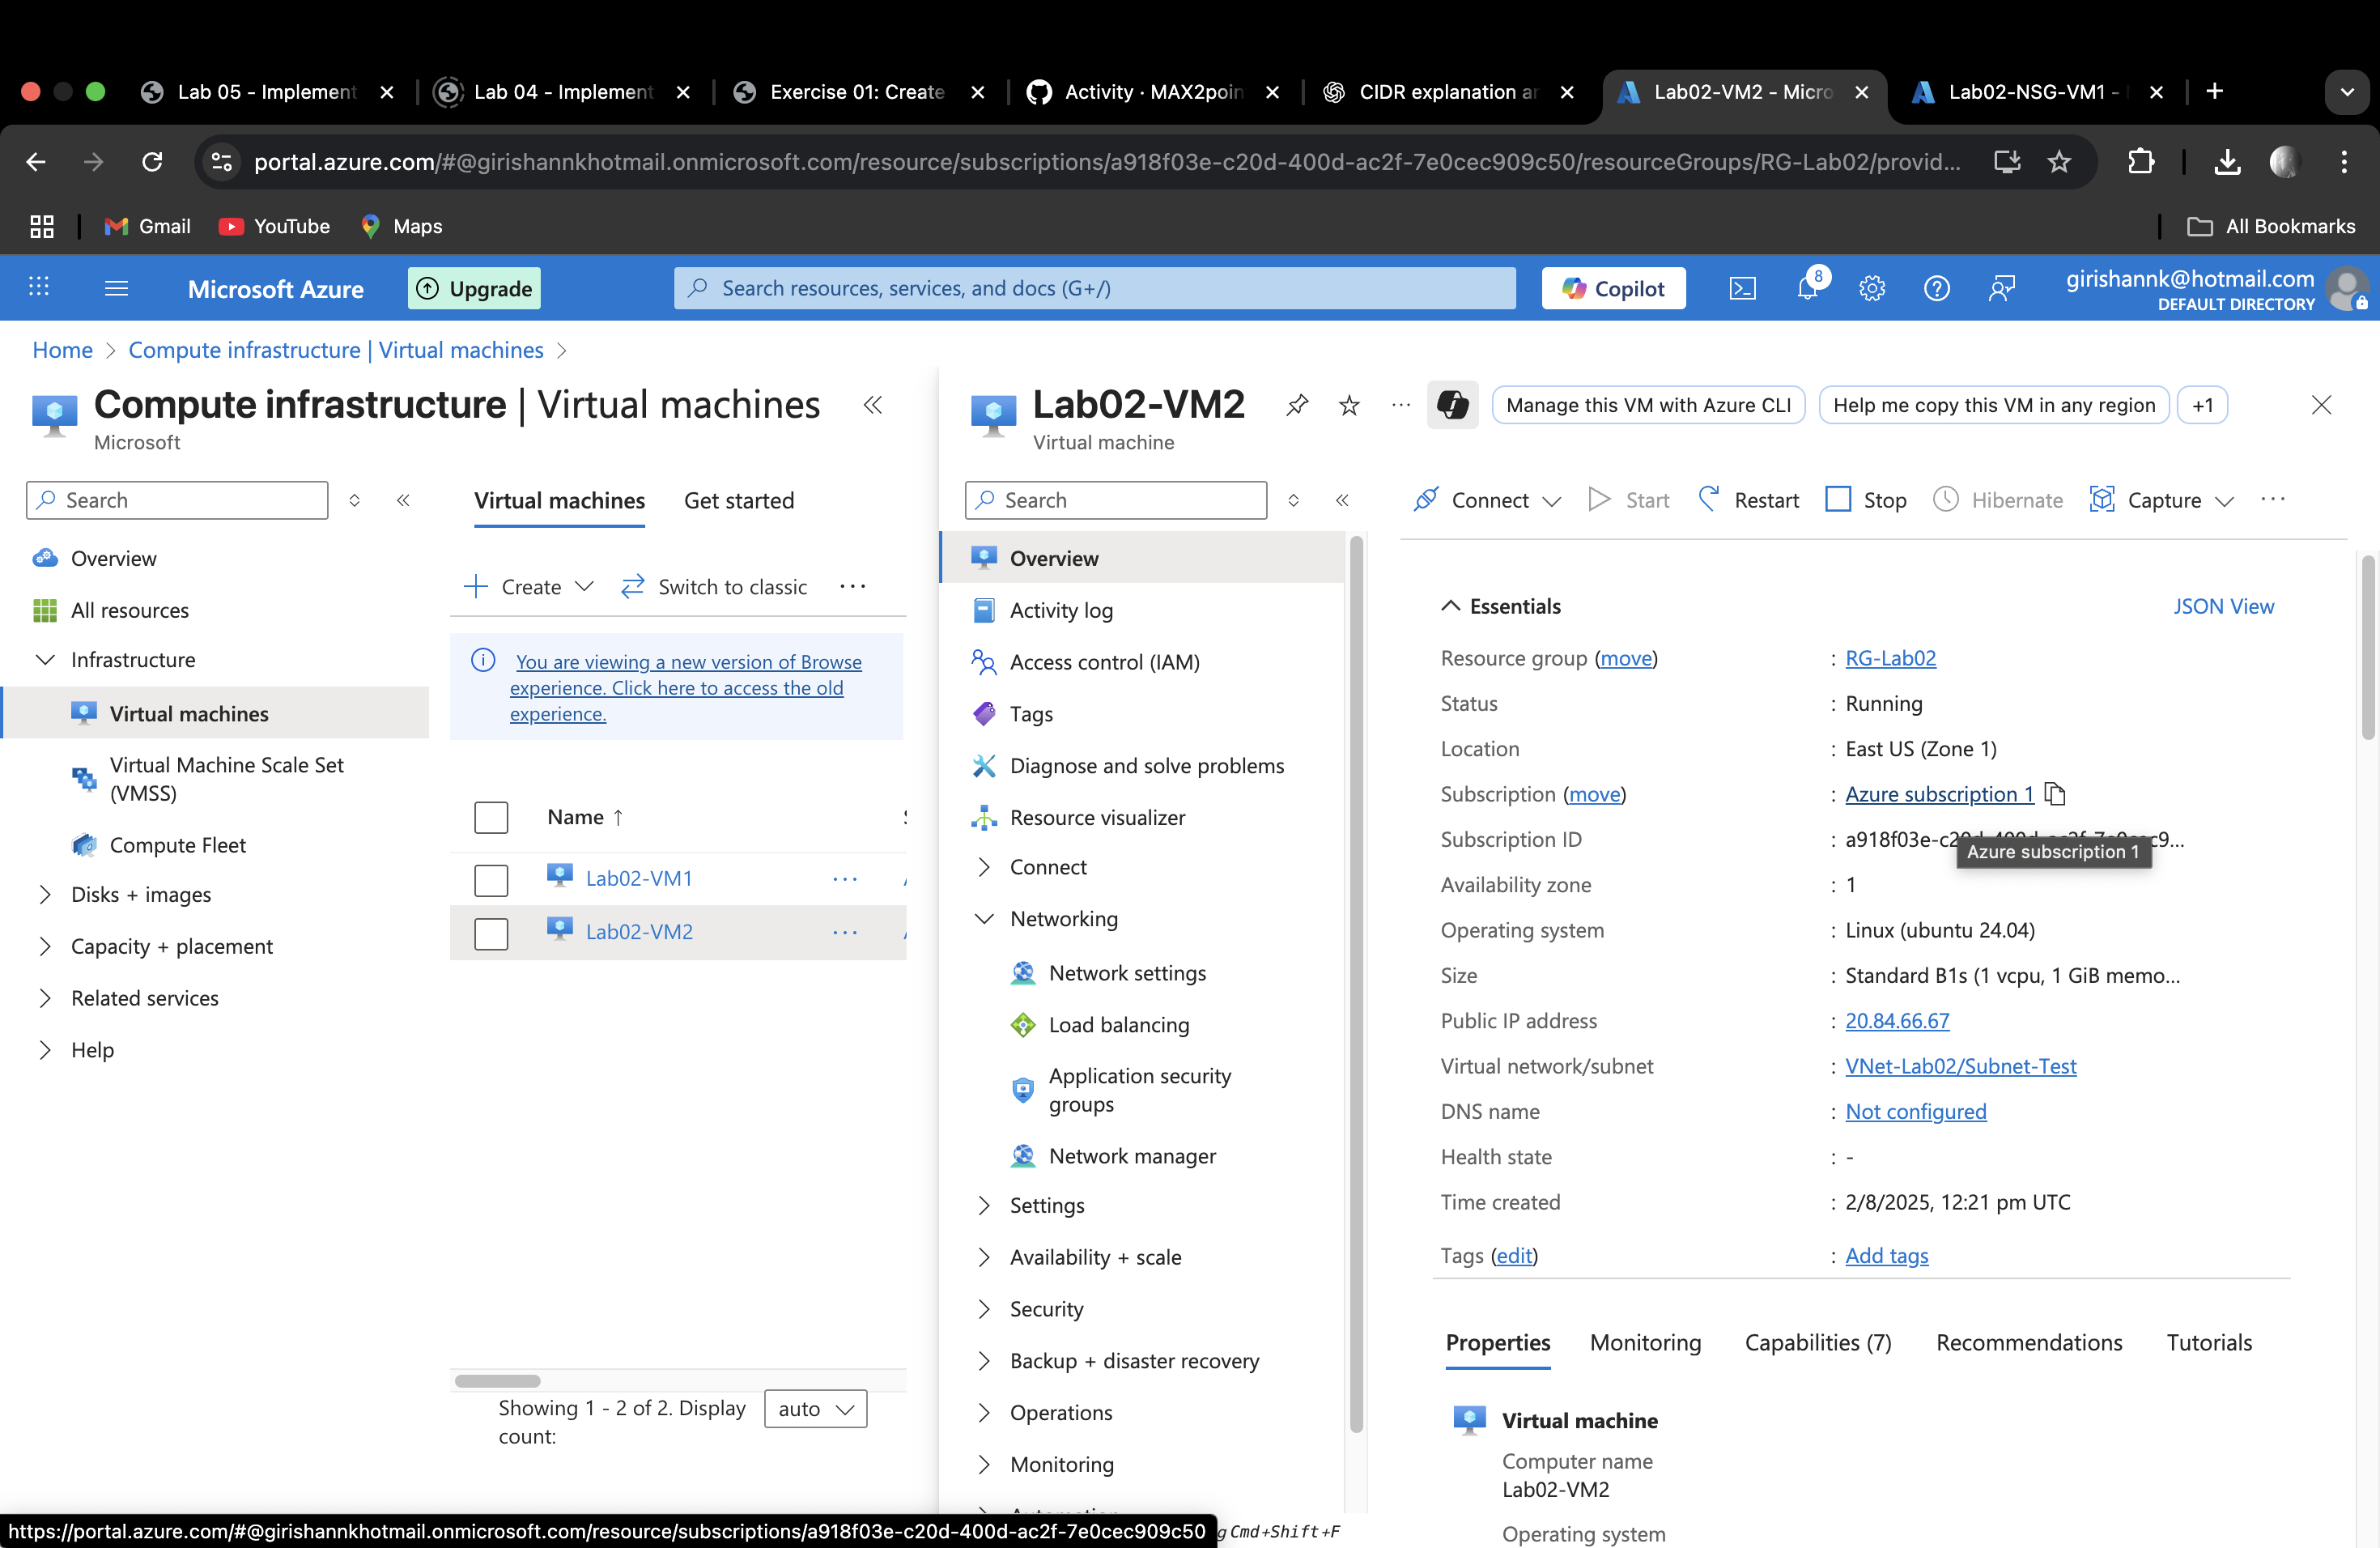 Lab 05 - Implement
Lab 04 - Implement
Exercise 01: Create
Activity · MAX2poin
CIDR explanation an
Lab02-VM2 - Micro
Lab02-NSG-VM1 -
portal.azure.com/#@girishannkhotmail.onmicrosoft.com/resource/subscriptions/a918f03e-c20d-400d-ac2f-7e0cec909c50/resourceGroups/RG-Lab02/provid...
Gmail
YouTube
Maps
All Bookmarks
Microsoft Azure
Upgrade
Search resources, services, and docs (G+/)
Copilot
8
girishannk@hotmail.com
DEFAULT DIRECTORY
Home
Compute infrastructure | Virtual machines
Compute infrastructure | Virtual machines
Microsoft
Search
Overview
All resources
Infrastructure
Virtual machines
Virtual Machine Scale Set
(VMSS)
Compute Fleet
Disks + images
Capacity + placement
Related services
Help
Virtual machines
Get started
Create
Switch to classic
You are viewing a new version of Browse
experience. Click here to access the old
experience.
Name ↑
Lab02-VM1
Lab02-VM2
Showing 1 - 2 of 2. Display
count:
auto
Lab02-VM2
Virtual machine
Manage this VM with Azure CLI
Help me copy this VM in any region
+1
Search
Overview
Activity log
Access control (IAM)
Tags
Diagnose and solve problems
Resource visualizer
Connect
Networking
Network settings
Load balancing
Application security
groups
Network manager
Settings
Availability + scale
Security
Backup + disaster recovery
Operations
Monitoring
Connect
Start
Restart
Stop
Hibernate
Capture
Essentials
JSON View
Resource group (move) : RG-Lab02
Status : Running
Location : East US (Zone 1)
Subscription (move) : Azure subscription 1
Subscription ID : a918f03e-c20d-400d-ac2f-7e0cec9...
Azure subscription 1
Availability zone : 1
Operating system : Linux (ubuntu 24.04)
Size : Standard B1s (1 vcpu, 1 GiB memo...
Public IP address : 20.84.66.67
Virtual network/subnet : VNet-Lab02/Subnet-Test
DNS name : Not configured
Health state : -
Time created : 2/8/2025, 12:21 pm UTC
Tags (edit) : Add tags
Properties
Monitoring
Capabilities (7)
Recommendations
Tutorials
Virtual machine
Computer name
Lab02-VM2
Operating system
https://portal.azure.com/#@girishannkhotmail.onmicrosoft.com/resource/subscriptions/a918f03e-c20d-400d-ac2f-7e0cec909c50
g Cmd+Shift+F